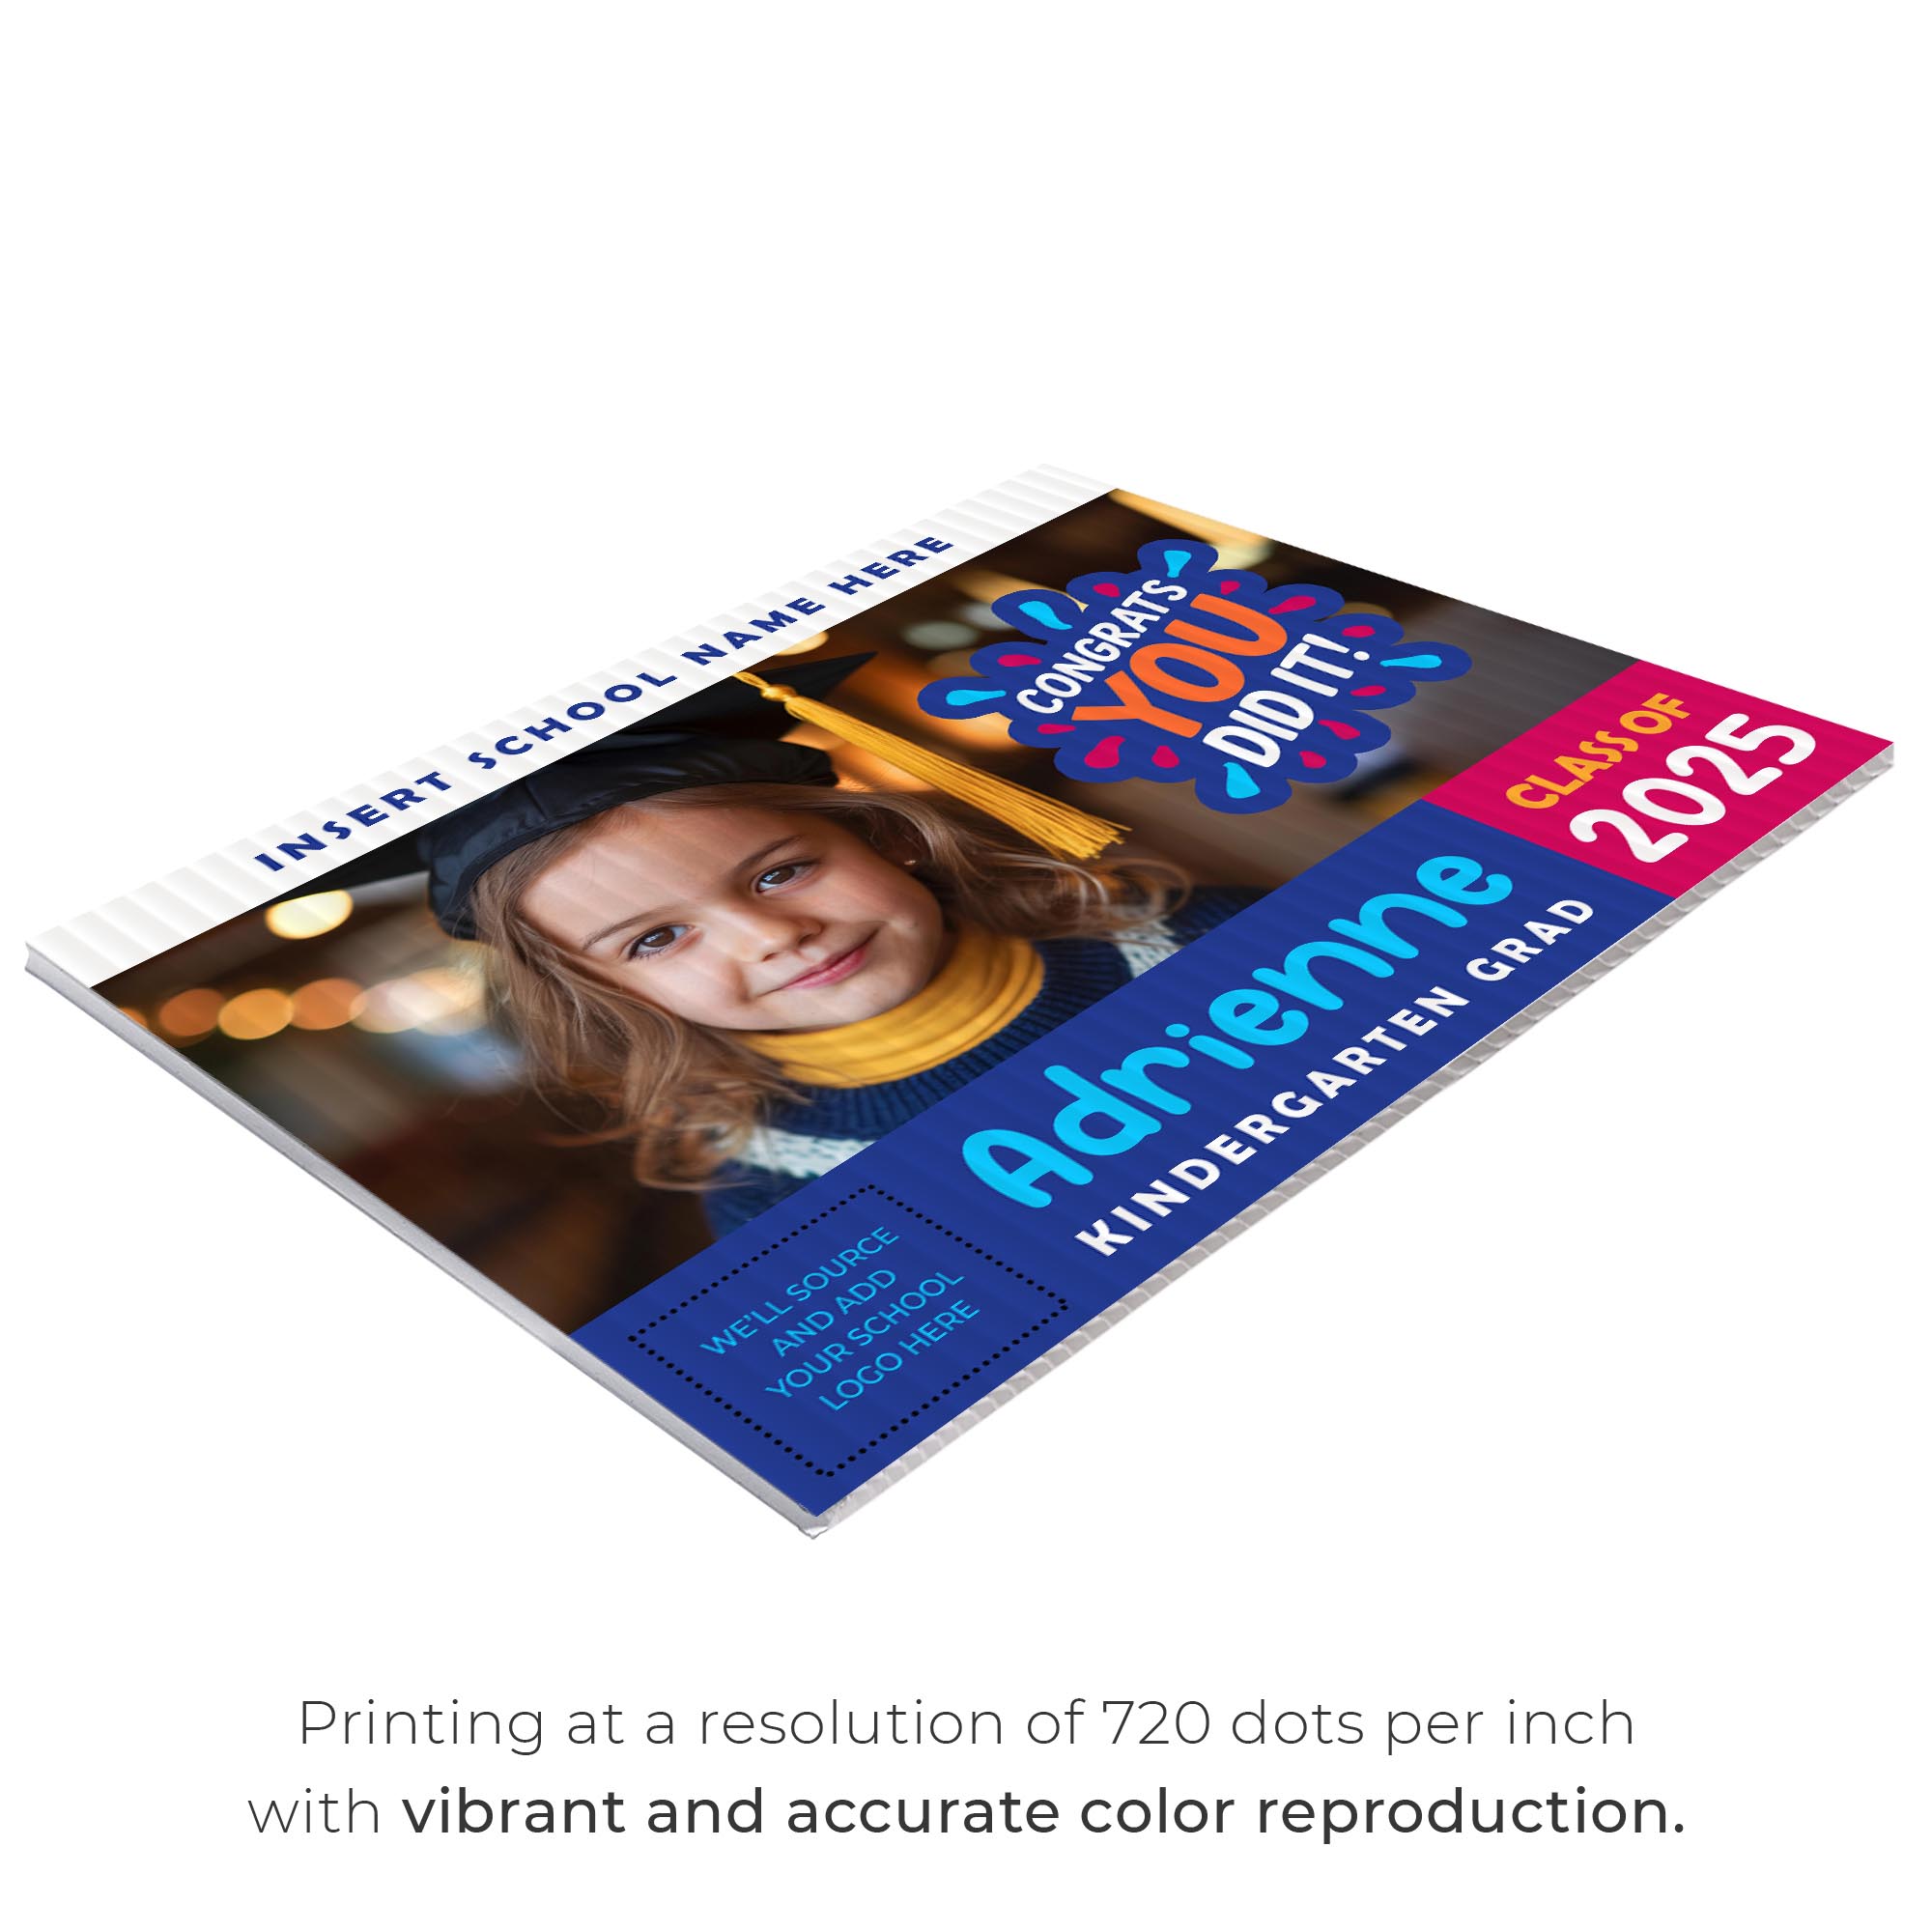 INSERT SCHOOL NAME HERE
CONGRATS
YOU
DID IT!
CLASS OF
2025
Adrienne
KINDERGARTEN GRAD
WE'LL SOURCE
AND ADD
YOUR SCHOOL
LOGO HERE
Printing at a resolution of 720 dots per inch
with vibrant and accurate color reproduction.